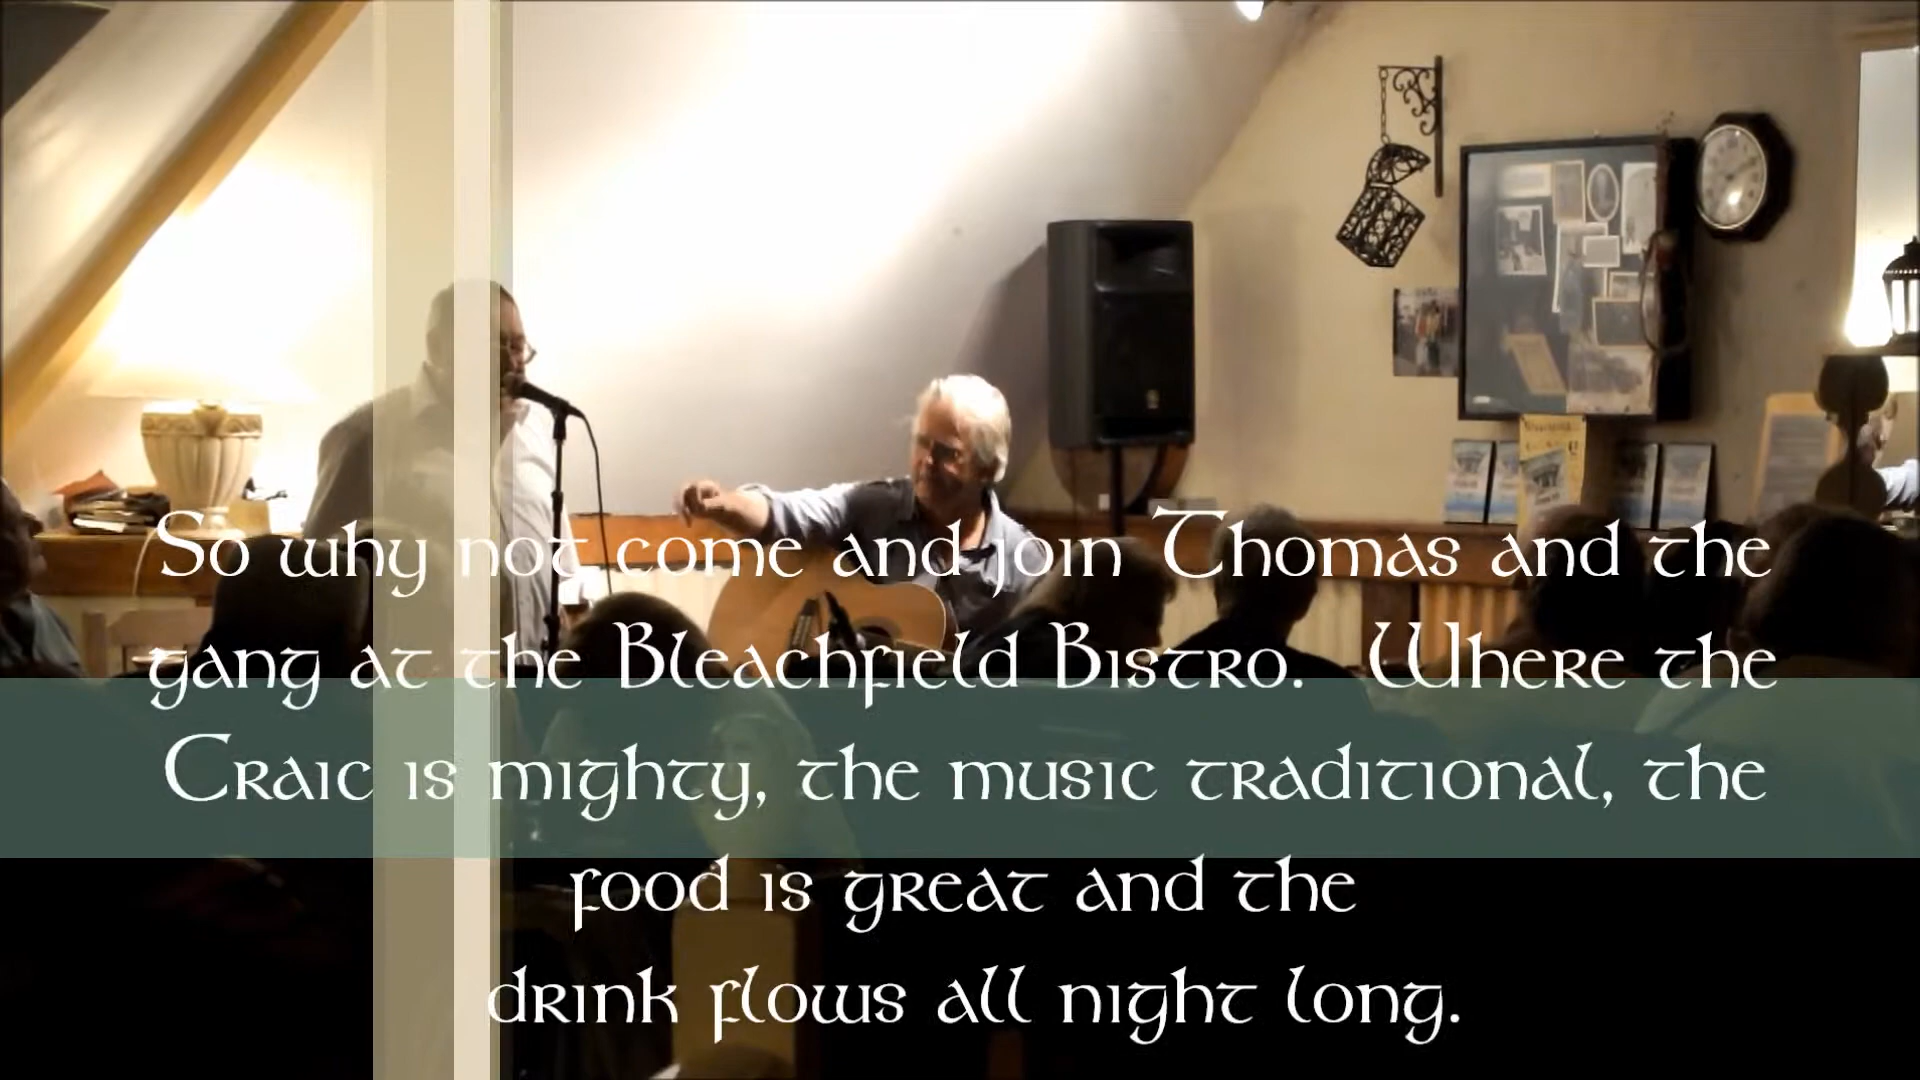 So why not come and join Thomas and the
gang at the Bleachfield Bistro. Where the
Craic is mighty, the music traditional, the
food is great and the
drink flows all night long.